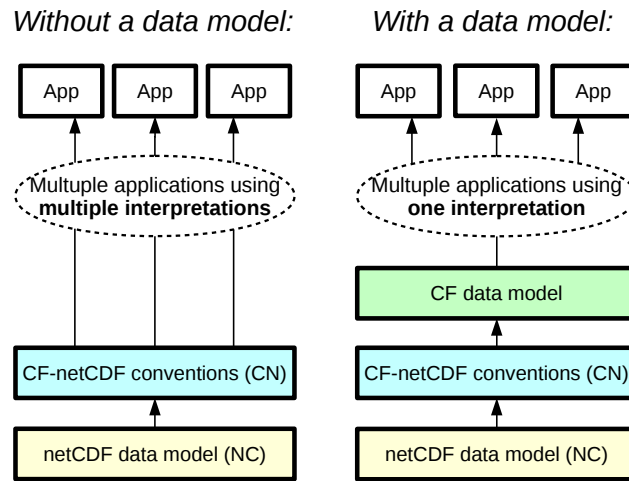 Without a data model:
App
App
App
Multuple applications using
multiple interpretations
CF-netCDF conventions (CN)
netCDF data model (NC)
With a data model:
App
App
App
Multuple applications using
one interpretation
CF data model
CF-netCDF conventions (CN)
netCDF data model (NC)